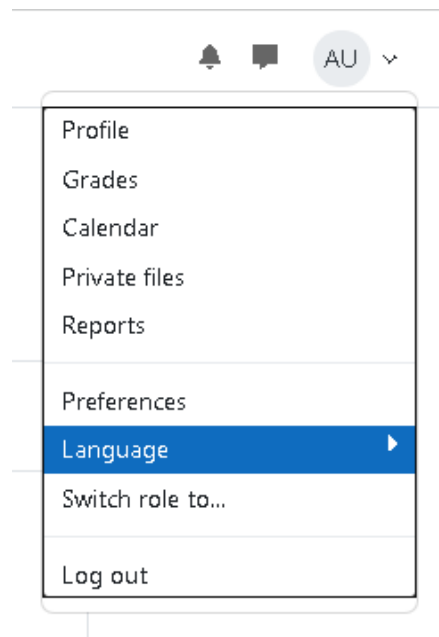 AU
Profile
Grades
Calendar
Private files
Reports
Preferences
Language
Switch role to...
Log out